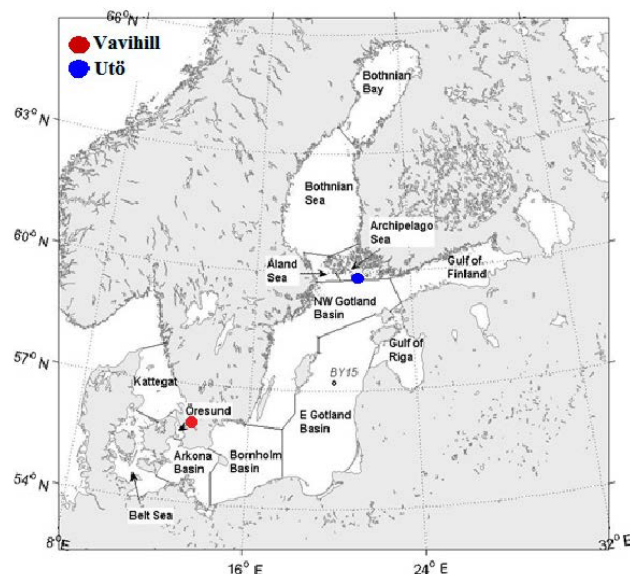 66° N
Vavihill
Utö
Bothnian
Bay
63° N
Bothnian
Sea
Archipelago
Sea
60° N
Åland
Sea
Gulf of
Finland
NW Gotland
Basin
Gulf of
Riga
57° N
BY15
Kattegat
Öresund
E Gotland
Basin
Arkona
Basin
Bornholm
Basin
54° N
Belt Sea
8° E
16° E
24° E
32° E